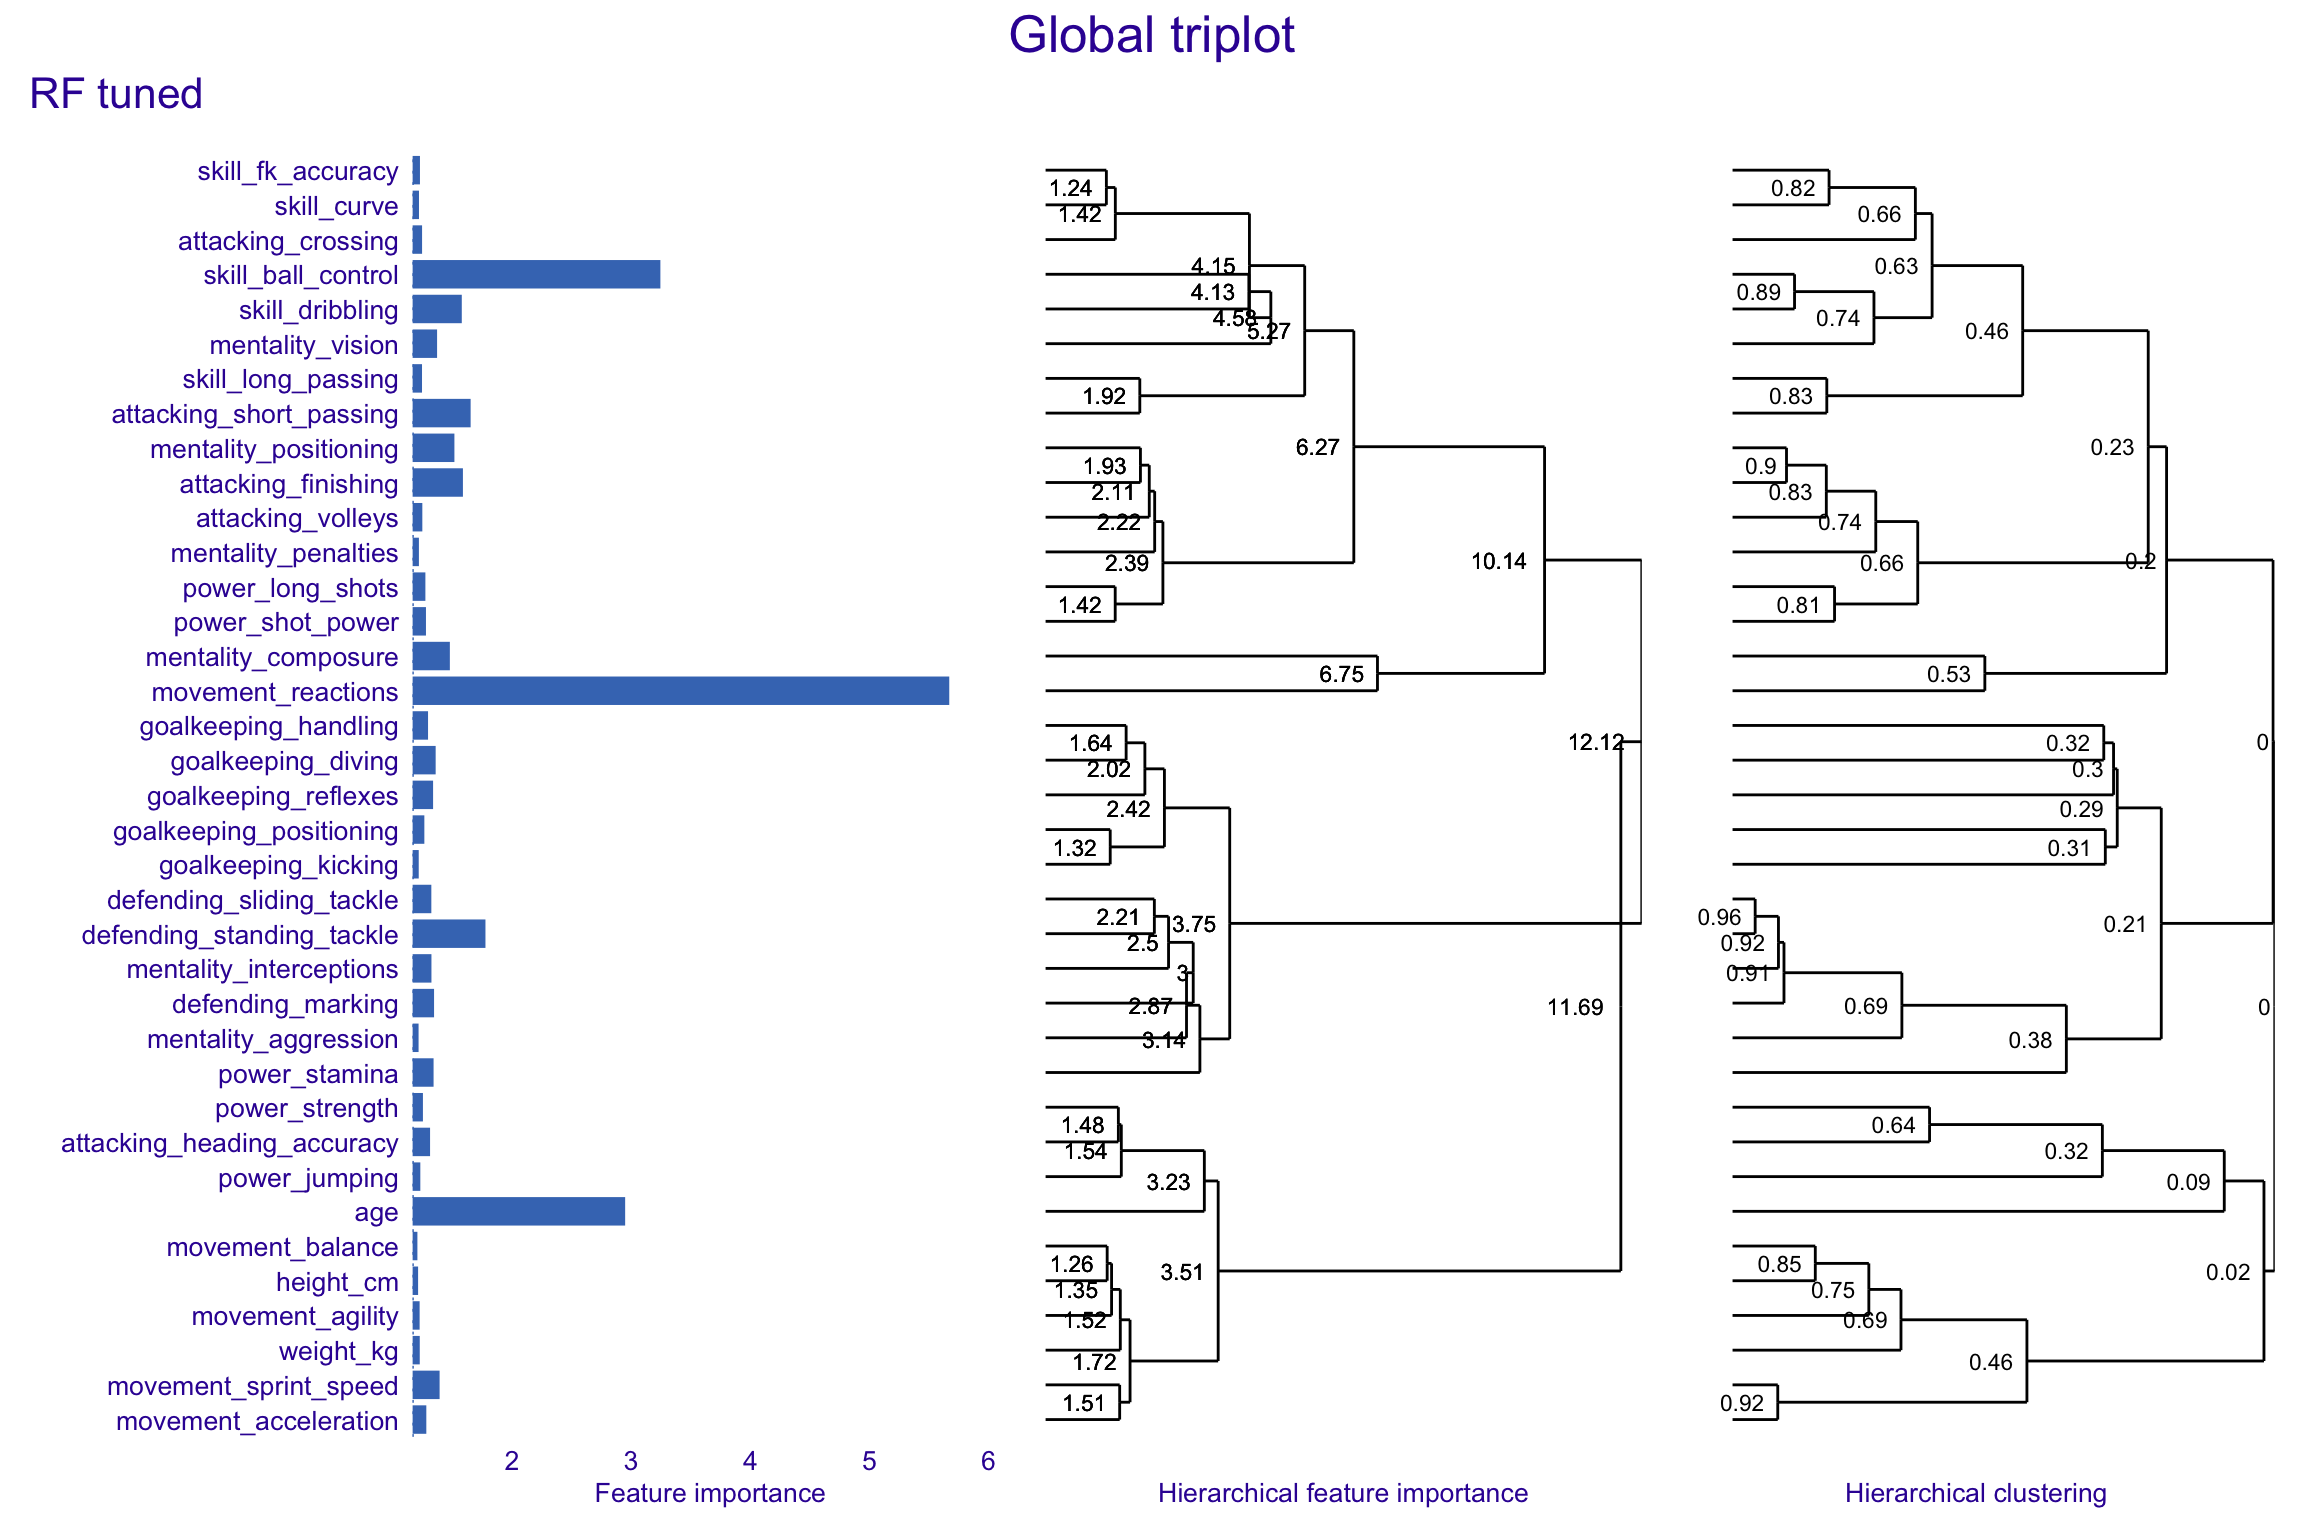 Global triplot
RF tuned
skill_fk_accuracy
skill_curve
attacking_crossing
skill_ball_control
skill_dribbling
mentality_vision
skill_long_passing
attacking_short_passing
mentality_positioning
attacking_finishing
attacking_volleys
mentality_penalties
power_long_shots
power_shot_power
mentality_composure
movement_reactions
goalkeeping_handling
goalkeeping_diving
goalkeeping_reflexes
goalkeeping_positioning
goalkeeping_kicking
defending_sliding_tackle
defending_standing_tackle
mentality_interceptions
defending_marking
mentality_aggression
power_stamina
power_strength
attacking_heading_accuracy
power_jumping
age
movement_balance
height_cm
movement_agility
weight_kg
movement_sprint_speed
movement_acceleration
2 3 4 5 6
Feature importance
1.24
1.42
4.15
4.13
4.58
5.27
1.92
6.27
1.93
2.11
2.22
2.39
10.14
1.42
6.75
1.64
12.12
2.02
2.42
1.32
2.21
3.75
2.5
3
2.87
11.69
3.14
1.48
1.54
3.23
1.26
3.51
1.35
1.52
1.72
1.51
Hierarchical feature importance
0.82
0.66
0.63
0.89
0.74
0.46
0.83
0.23
0.9
0.83
0.74
0.66
0.2
0.81
0.53
0.32
0
0.3
0.29
0.31
0.96
0.21
0.92
0.91
0.69
0
0.38
0.64
0.32
0.09
0.85
0.02
0.75
0.69
0.46
0.92
Hierarchical clustering